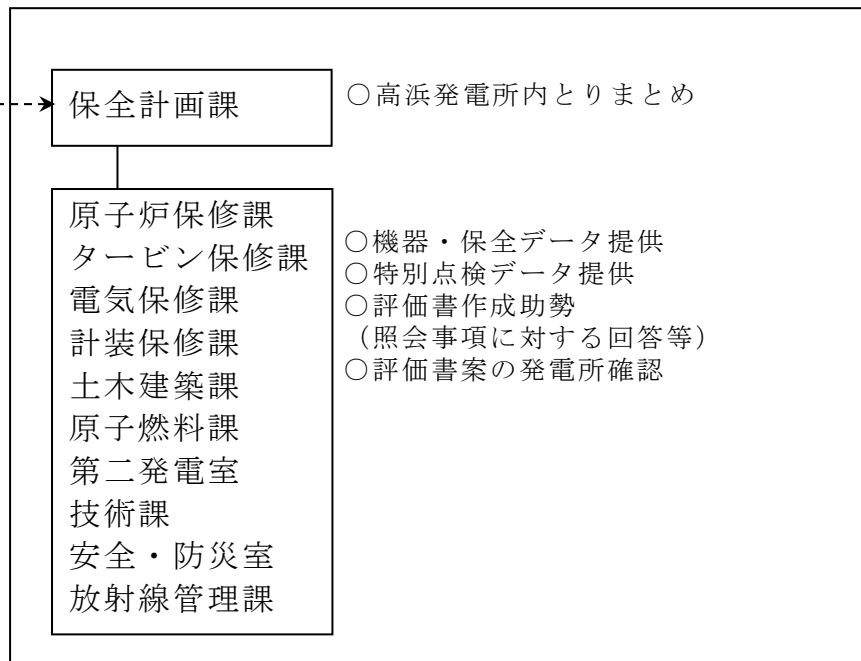 保全計画課
○高浜発電所内とりまとめ
原子炉保修課
タービン保修課
電気保修課
計装保修課
土木建築課
原子燃料課
第二発電室
技術課
安全・防災室
放射線管理課
○機器・保全データ提供
○特別点検データ提供
○評価書作成助勢
（照会事項に対する回答等）
○評価書案の発電所確認